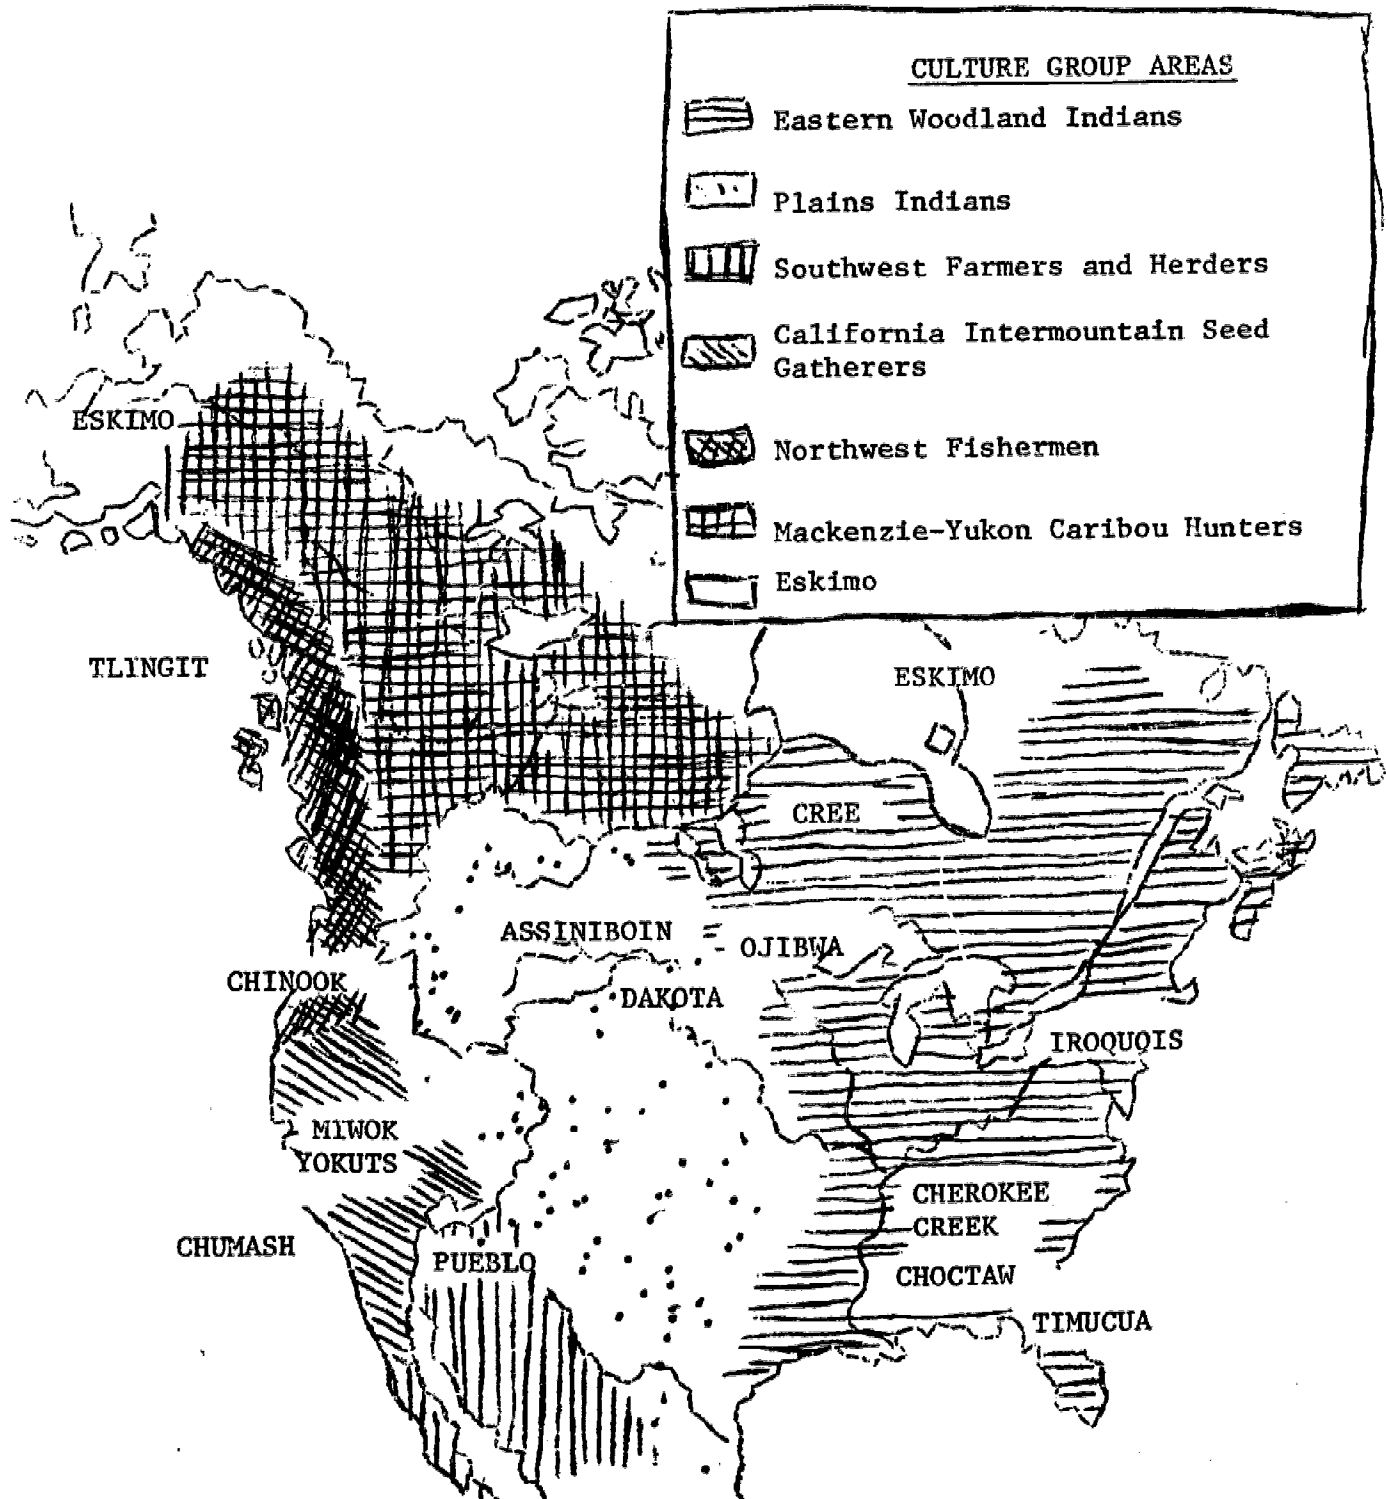 CULTURE GROUP AREAS
Eastern Woodland Indians
Plains Indians
Southwest Farmers and Herders
California Intermountain Seed
Gatherers
Northwest Fishermen
Mackenzie-Yukon Caribou Hunters
Eskimo
ESKIMO
TLINGIT
ESKIMO
CREE
ASSINIBOIN
OJIBWA
CHINOOK
DAKOTA
IROQUOIS
MIWOK
YOKUTS
CHEROKEE
CREEK
CHUMASH
PUEBLO
CHOCTAW
TIMUCUA